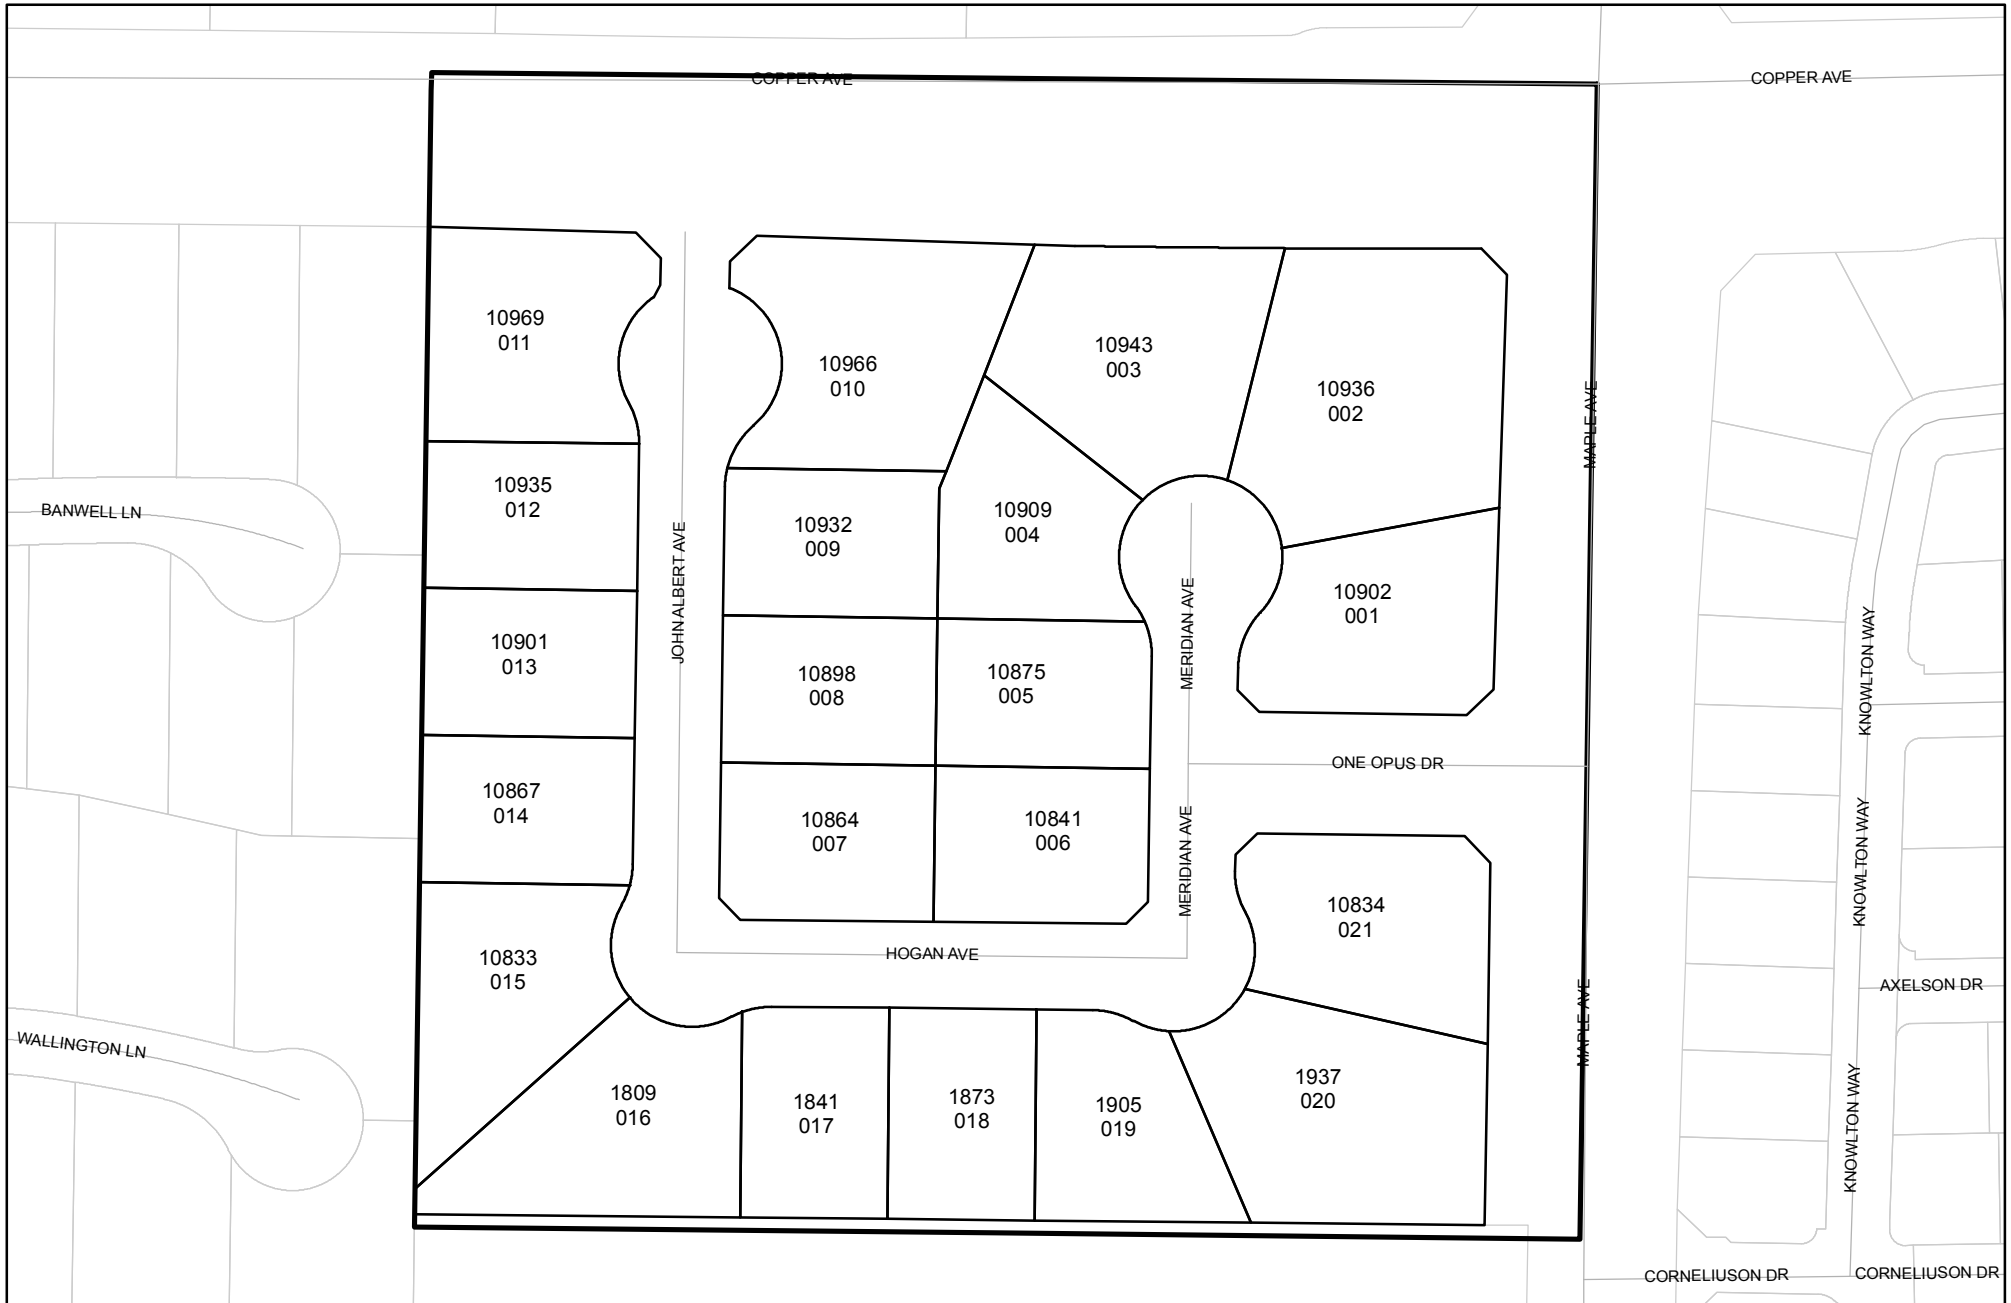 COPPER AVE
COPPER AVE
10969
011
10966
010
10943
003
10936
002
MAPLE AVE
10935
012
BANWELL LN
10932
009
10909
004
JOHN ALBERT AVE
MERIDIAN AVE
10902
001
10901
013
10898
008
10875
005
KNOWLTON WAY
ONE OPUS DR
10867
014
10864
007
10841
006
MERIDIAN AVE
KNOWLTON WAY
10834
021
HOGAN AVE
10833
015
MAPLE AVE
AXELSON DR
WALLINGTON LN
1809
016
1841
017
1873
018
1905
019
1937
020
KNOWLTON WAY
CORNELIUSON DR
CORNELIUSON DR